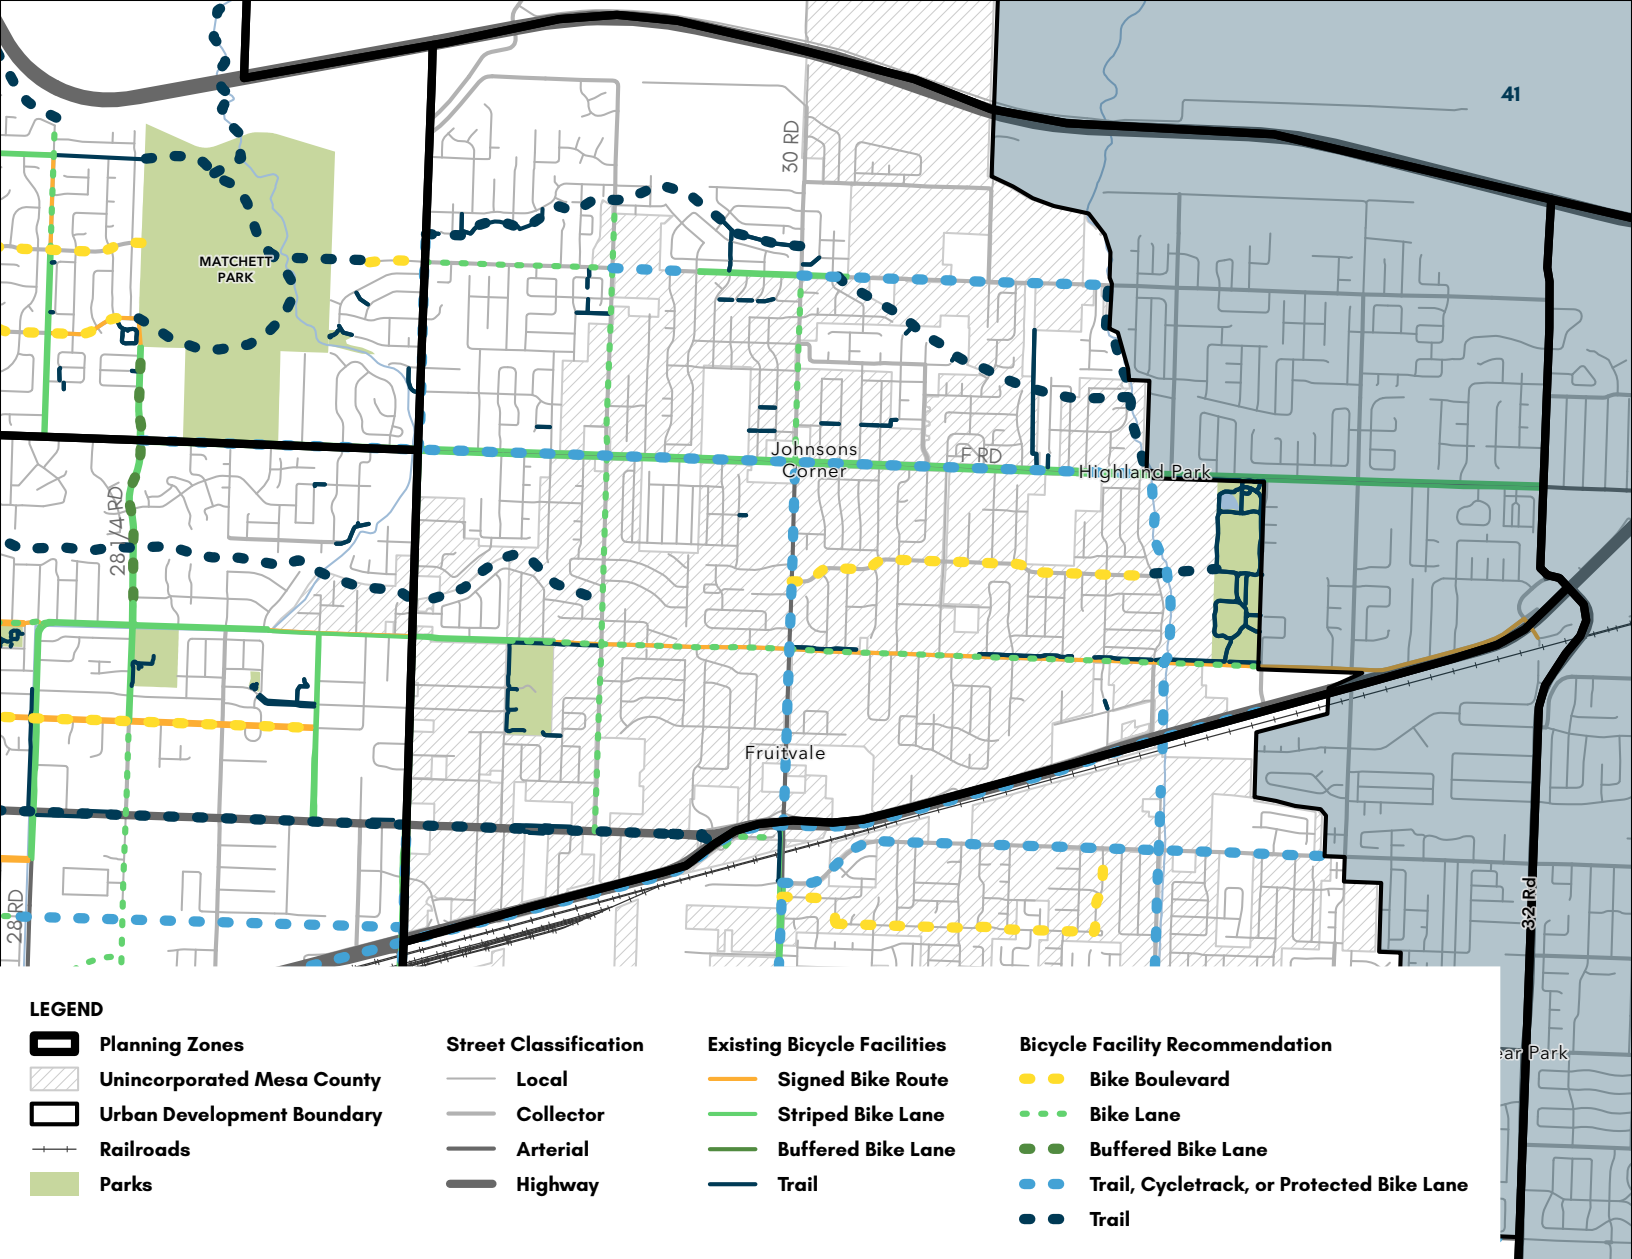 41
30 RD
MATCHETT
PARK
Johnsons
Corner
F RD
Highland Park
28 1/4 RD
Fruitvale
28 RD
32 Rd
ear Park
LEGEND
Planning Zones
Unincorporated Mesa County
Urban Development Boundary
Railroads
Parks
Street Classification
Local
Collector
Arterial
Highway
Existing Bicycle Facilities
Signed Bike Route
Striped Bike Lane
Buffered Bike Lane
Trail
Bicycle Facility Recommendation
Bike Boulevard
Bike Lane
Buffered Bike Lane
Trail, Cycletrack, or Protected Bike Lane
Trail